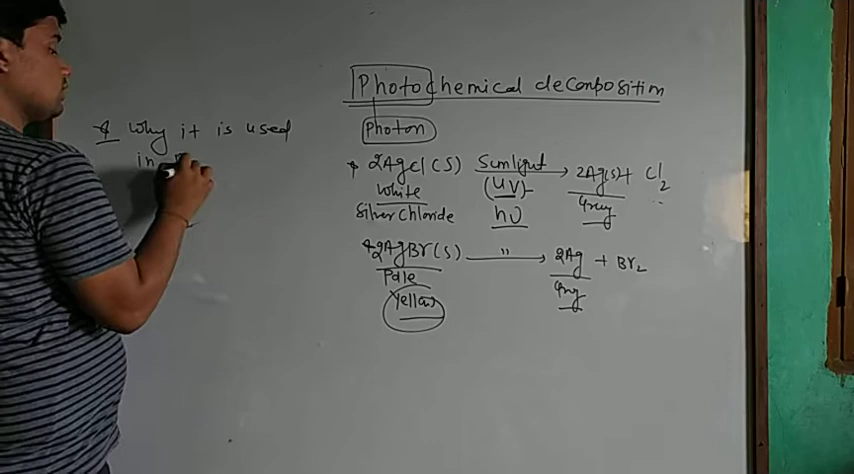 Photochemical decomposition
Photon
* Why it is used
in
* 2AgCl(s) Sunlight → 2Ag(s) + Cl2
White (UV) Grey
Silver Chloride hν
* 2AgBr(s) " → 2Ag + Br2
Pale Grey
Yellow